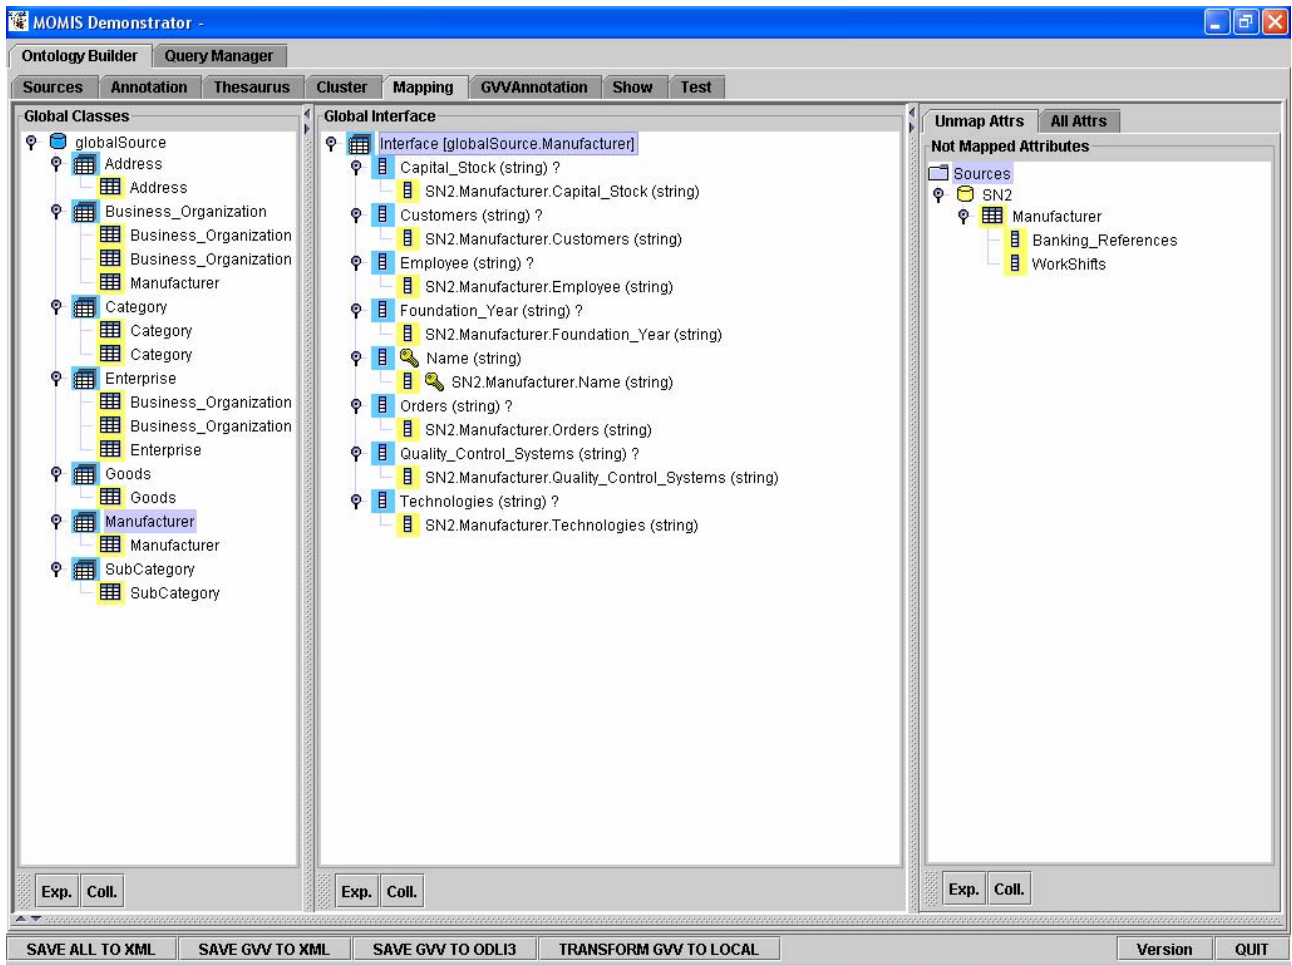 MOMIS Demonstrator -
Ontology Builder Query Manager
Sources Annotation Thesaurus Cluster Mapping GVVAnnotation Show Test
Global Classes
globalSource
Address
Address
Business_Organization
Business_Organization
Business_Organization
Manufacturer
Category
Category
Category
Enterprise
Business_Organization
Business_Organization
Enterprise
Goods
Goods
Manufacturer
Manufacturer
SubCategory
SubCategory
Exp. Coll.
Global Interface
Interface [globalSource.Manufacturer]
Capital_Stock (string) ?
SN2.Manufacturer.Capital_Stock (string)
Customers (string) ?
SN2.Manufacturer.Customers (string)
Employee (string) ?
SN2.Manufacturer.Employee (string)
Foundation_Year (string) ?
SN2.Manufacturer.Foundation_Year (string)
Name (string)
SN2.Manufacturer.Name (string)
Orders (string) ?
SN2.Manufacturer.Orders (string)
Quality_Control_Systems (string) ?
SN2.Manufacturer.Quality_Control_Systems (string)
Technologies (string) ?
SN2.Manufacturer.Technologies (string)
Exp. Coll.
Unmap Attrs All Attrs
Not Mapped Attributes
Sources
SN2
Manufacturer
Banking_References
WorkShifts
Exp. Coll.
SAVE ALL TO XML SAVE GVV TO XML SAVE GVV TO ODLI3 TRANSFORM GVV TO LOCAL Version QUIT